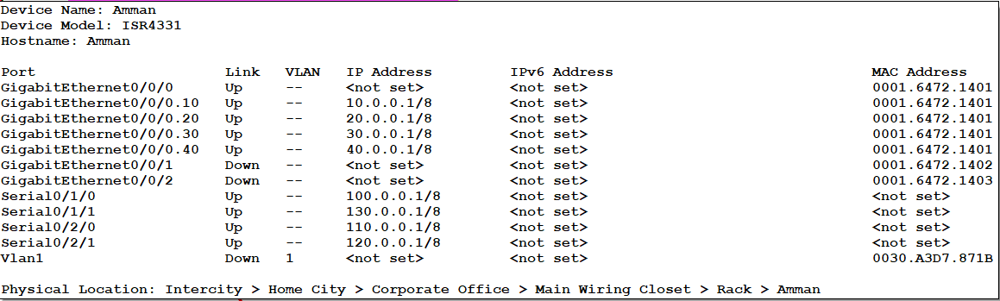 Device Name: Amman
Device Model: ISR4331
Hostname: Amman
Port Link VLAN IP Address IPv6 Address MAC Address
GigabitEthernet0/0/0 Up -- <not set> <not set> 0001.6472.1401
GigabitEthernet0/0/0.10 Up -- 10.0.0.1/8 <not set> 0001.6472.1401
GigabitEthernet0/0/0.20 Up -- 20.0.0.1/8 <not set> 0001.6472.1401
GigabitEthernet0/0/0.30 Up -- 30.0.0.1/8 <not set> 0001.6472.1401
GigabitEthernet0/0/0.40 Up -- 40.0.0.1/8 <not set> 0001.6472.1401
GigabitEthernet0/0/1 Down -- <not set> <not set> 0001.6472.1402
GigabitEthernet0/0/2 Down -- <not set> <not set> 0001.6472.1403
Serial0/1/0 Up -- 100.0.0.1/8 <not set> <not set>
Serial0/1/1 Up -- 130.0.0.1/8 <not set> <not set>
Serial0/2/0 Up -- 110.0.0.1/8 <not set> <not set>
Serial0/2/1 Up -- 120.0.0.1/8 <not set> <not set>
Vlan1 Down 1 <not set> <not set> 0030.A3D7.871B
Physical Location: Intercity > Home City > Corporate Office > Main Wiring Closet > Rack > Amman